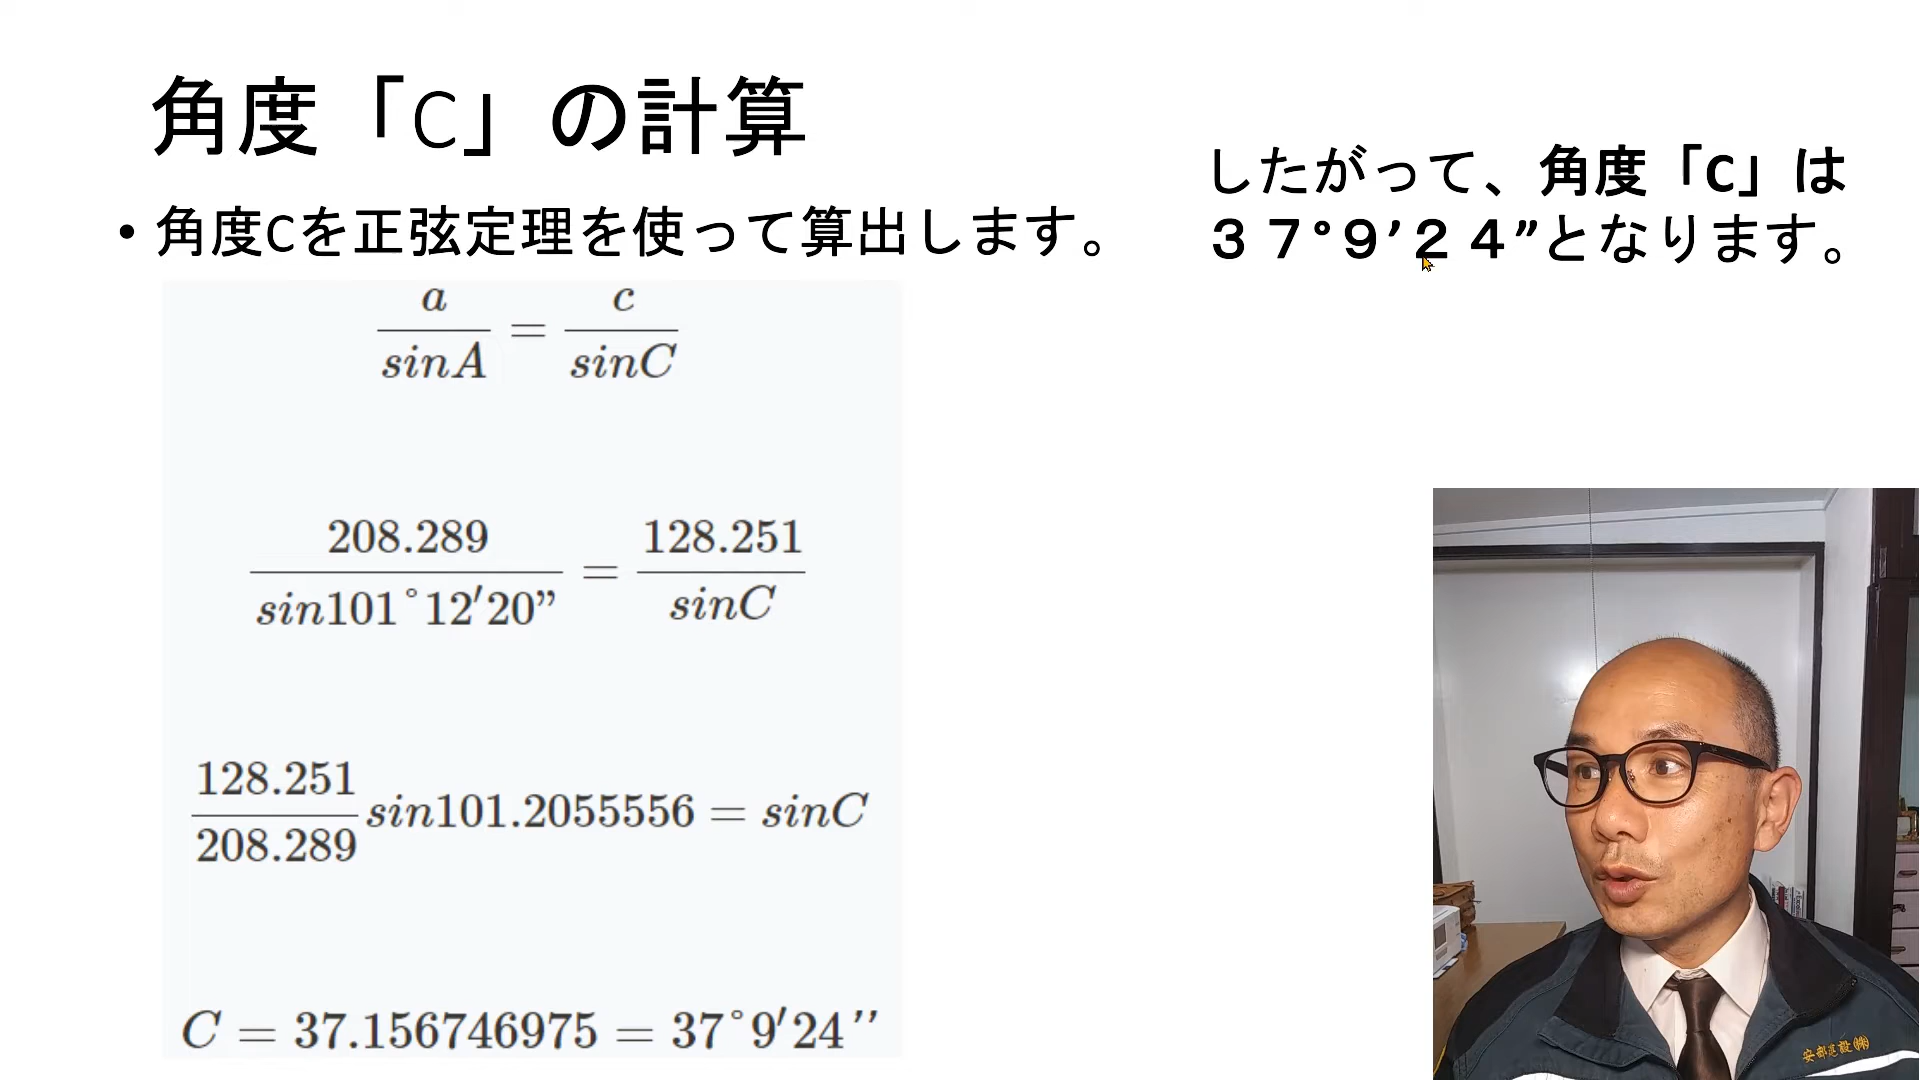 角度「C」の計算
• 角度Cを正弦定理を使って算出します。
a/sinA = c/sinC
208.289/sin101°12′20” = 128.251/sinC
128.251/208.289 sin101.2055556 = sinC
C = 37.156746975 = 37°9′24′′
したがって、角度「C」は
３７°９’２４”となります。